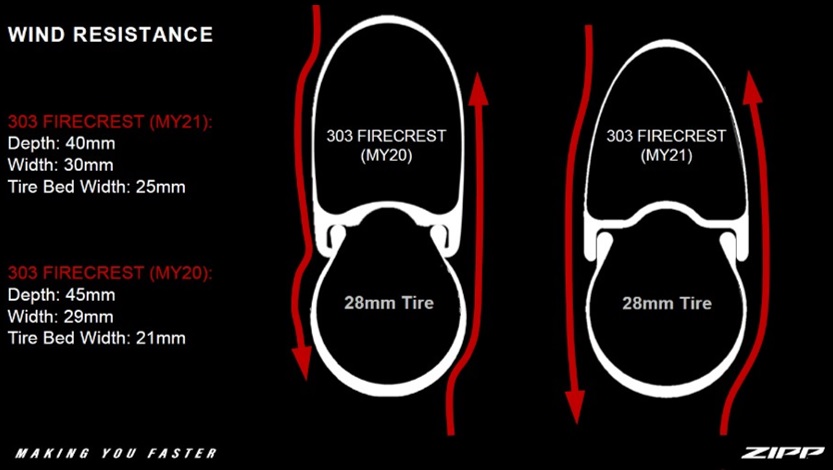 WIND RESISTANCE
303 FIRECREST (MY21):
Depth: 40mm
Width: 30mm
Tire Bed Width: 25mm
303 FIRECREST (MY20):
Depth: 45mm
Width: 29mm
Tire Bed Width: 21mm
303 FIRECREST
(MY20)
28mm Tire
303 FIRECREST
(MY21)
28mm Tire
MAKING YOU FASTER
ZIPP